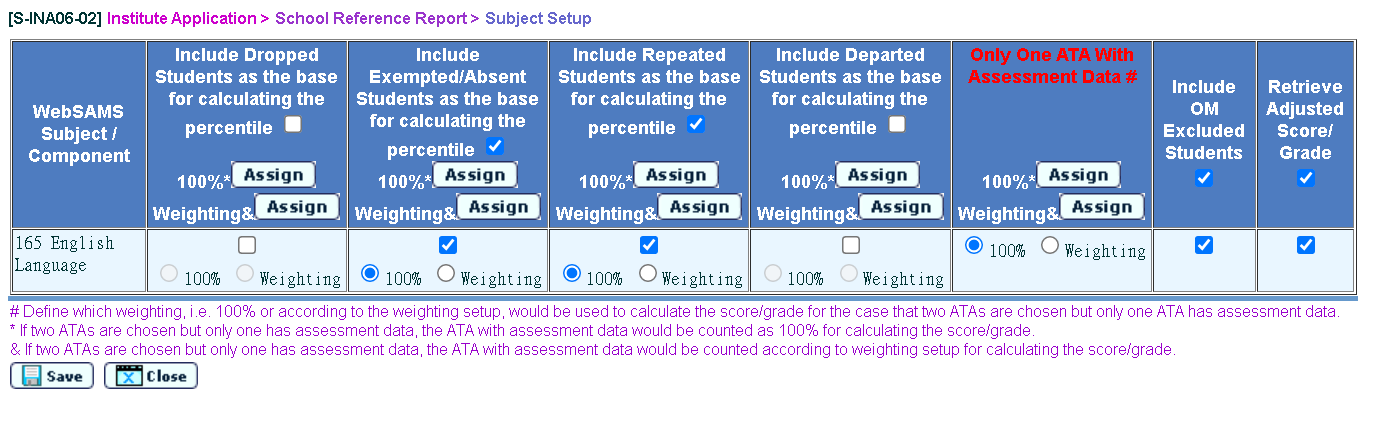 [S-INA06-02] Institute Application > School Reference Report > Subject Setup
WebSAMS
Subject /
Component
Include Dropped
Students as the base
for calculating the
percentile
100%* Assign
Weighting& Assign
Include
Exempted/Absent
Students as the base
for calculating the
percentile
100%* Assign
Weighting& Assign
Include Repeated
Students as the base
for calculating the
percentile
100%* Assign
Weighting& Assign
Include Departed
Students as the base
for calculating the
percentile
100%* Assign
Weighting& Assign
Only One ATA With
Assessment Data #
100%* Assign
Weighting& Assign
Include
OM
Excluded
Students
Retrieve
Adjusted
Score/
Grade
165 English
Language
100% Weighting
100% Weighting
100% Weighting
100% Weighting
100% Weighting
# Define which weighting, i.e. 100% or according to the weighting setup, would be used to calculate the score/grade for the case that two ATAs are chosen but only one ATA has assessment data.
* If two ATAs are chosen but only one has assessment data, the ATA with assessment data would be counted as 100% for calculating the score/grade.
& If two ATAs are chosen but only one has assessment data, the ATA with assessment data would be counted according to weighting setup for calculating the score/grade.
Save Close